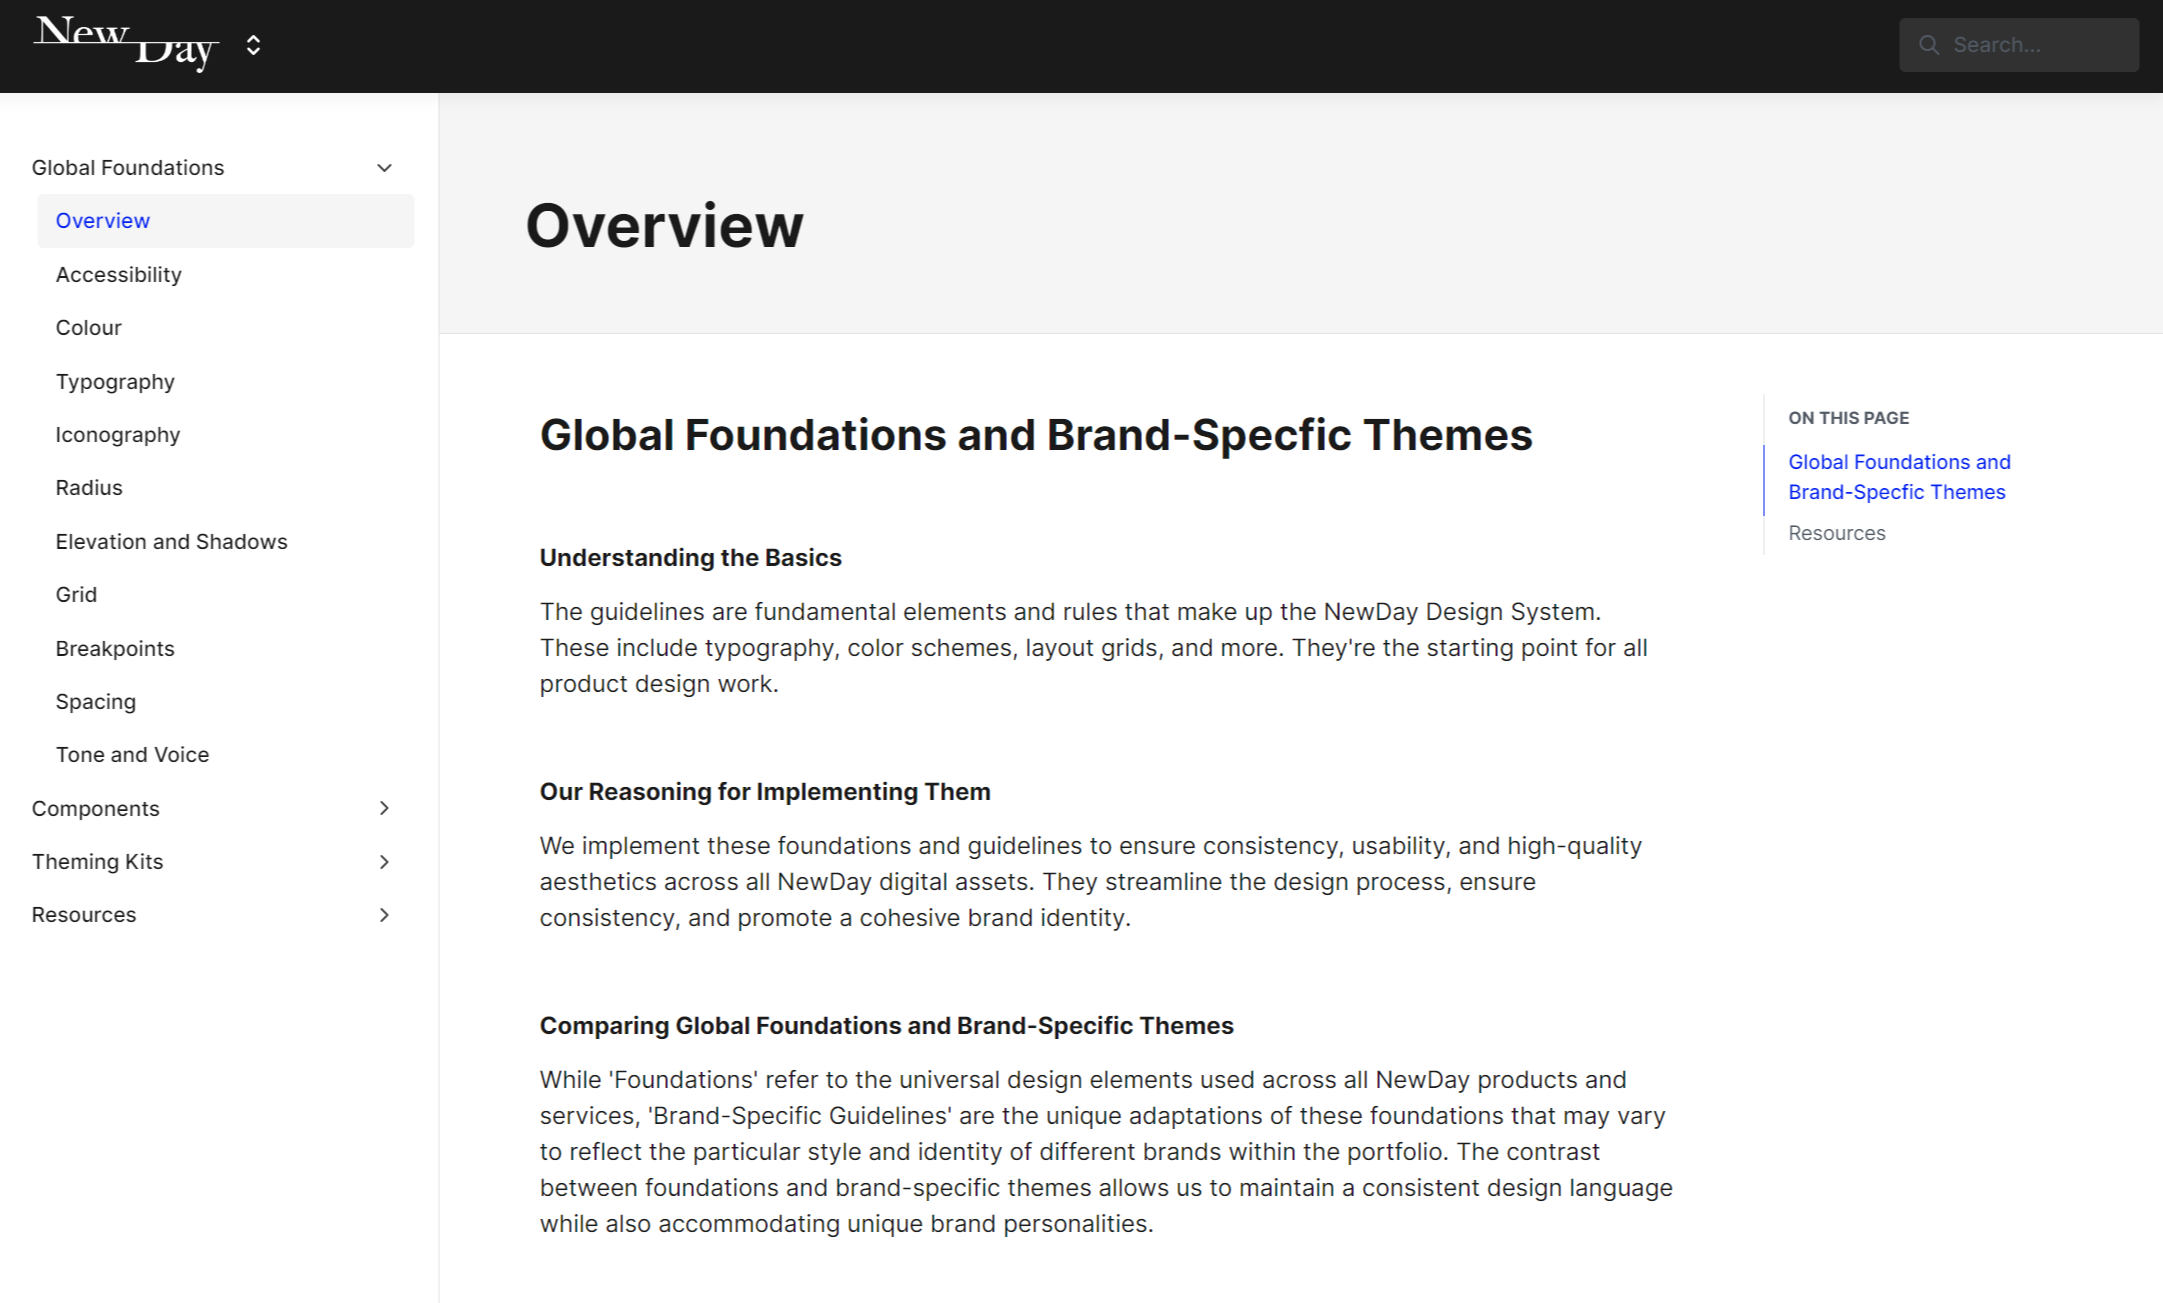 New Day
Search...
Global Foundations
Overview
Accessibility
Colour
Typography
Iconography
Radius
Elevation and Shadows
Grid
Breakpoints
Spacing
Tone and Voice
Components
Theming Kits
Resources
Overview
Global Foundations and Brand-Specfic Themes
Understanding the Basics
The guidelines are fundamental elements and rules that make up the NewDay Design System.
These include typography, color schemes, layout grids, and more. They're the starting point for all
product design work.
Our Reasoning for Implementing Them
We implement these foundations and guidelines to ensure consistency, usability, and high-quality
aesthetics across all NewDay digital assets. They streamline the design process, ensure
consistency, and promote a cohesive brand identity.
Comparing Global Foundations and Brand-Specific Themes
While 'Foundations' refer to the universal design elements used across all NewDay products and
services, 'Brand-Specific Guidelines' are the unique adaptations of these foundations that may vary
to reflect the particular style and identity of different brands within the portfolio. The contrast
between foundations and brand-specific themes allows us to maintain a consistent design language
while also accommodating unique brand personalities.
ON THIS PAGE
Global Foundations and
Brand-Specfic Themes
Resources